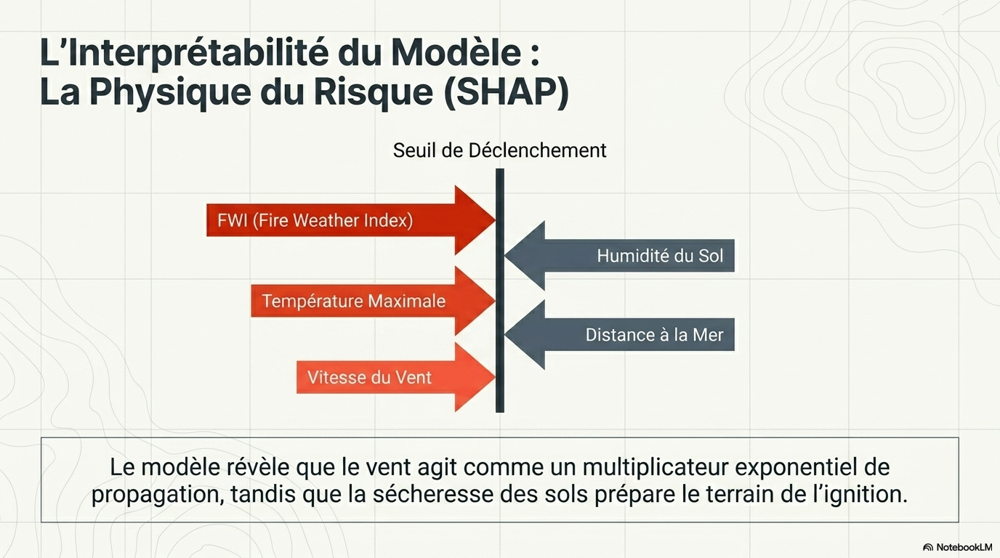 L’Interprétabilité du Modèle :
La Physique du Risque (SHAP)
Seuil de Déclenchement
FWI (Fire Weather Index)
Humidité du Sol
Température Maximale
Distance à la Mer
Vitesse du Vent
Le modèle révèle que le vent agit comme un multiplicateur exponentiel de
propagation, tandis que la sécheresse des sols prépare le terrain de l’ignition.
NotebookLM